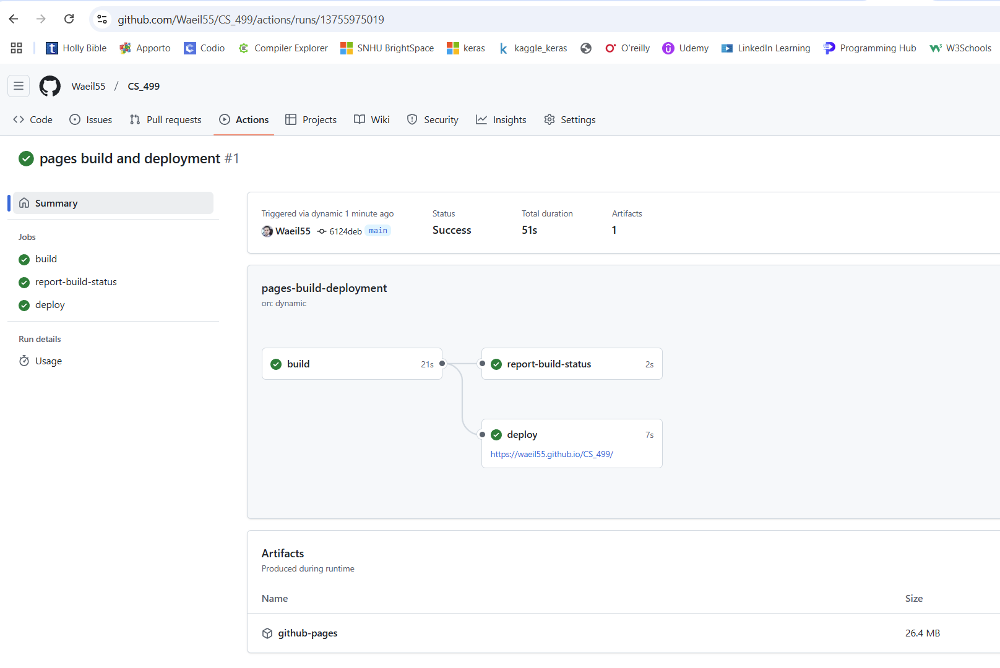 github.com/Waeil55/CS_499/actions/runs/13755975019
Holly Bible Apporto Codio Compiler Explorer SNHU BrightSpace keras kaggle_keras O'reilly Udemy LinkedIn Learning Programming Hub W3Schools
Waeil55 / CS_499
Code Issues Pull requests Actions Projects Wiki Security Insights Settings
pages build and deployment #1
Summary
Jobs
build
report-build-status
deploy
Run details
Usage
Triggered via dynamic 1 minute ago Status Total duration Artifacts
Waeil55 6124deb main Success 51s 1
pages-build-deployment
on: dynamic
build 21s report-build-status 2s
deploy 7s
https://waeil55.github.io/CS_499/
Artifacts
Produced during runtime
Name Size
github-pages 26.4 MB